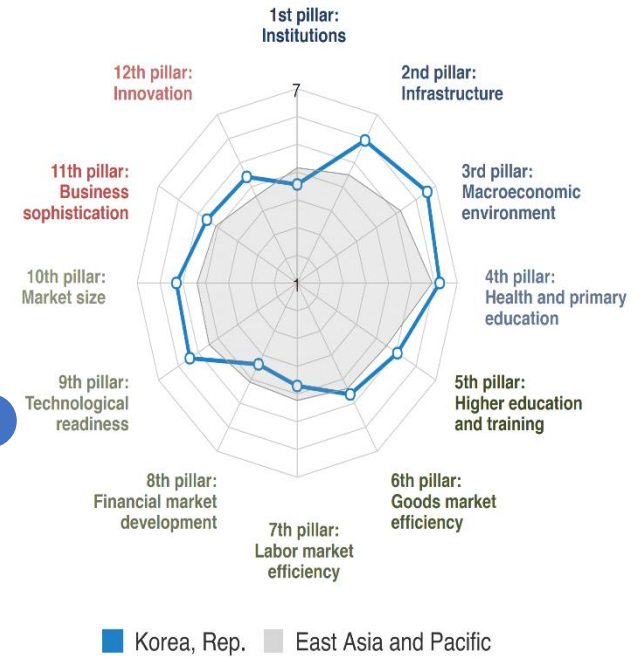 1st pillar:
Institutions
2nd pillar:
Infrastructure
3rd pillar:
Macroeconomic
environment
4th pillar:
Health and primary
education
5th pillar:
Higher education
and training
6th pillar:
Goods market
efficiency
7th pillar:
Labor market
efficiency
8th pillar:
Financial market
development
9th pillar:
Technological
readiness
10th pillar:
Market size
11th pillar:
Business
sophistication
12th pillar:
Innovation
7
1
Korea, Rep.
East Asia and Pacific